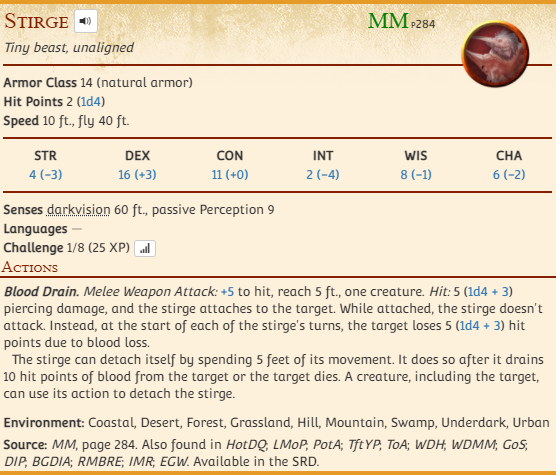 STIRGE
MM P284
Tiny beast, unaligned
Armor Class 14 (natural armor)
Hit Points 2 (1d4)
Speed 10 ft., fly 40 ft.
STR DEX CON INT WIS CHA
4 (−3) 16 (+3) 11 (+0) 2 (−4) 8 (−1) 6 (−2)
Senses darkvision 60 ft., passive Perception 9
Languages —
Challenge 1/8 (25 XP)
ACTIONS
Blood Drain. Melee Weapon Attack: +5 to hit, reach 5 ft., one creature. Hit: 5 (1d4 + 3)
piercing damage, and the stirge attaches to the target. While attached, the stirge doesn't
attack. Instead, at the start of each of the stirge's turns, the target loses 5 (1d4 + 3) hit
points due to blood loss.
The stirge can detach itself by spending 5 feet of its movement. It does so after it drains
10 hit points of blood from the target or the target dies. A creature, including the target,
can use its action to detach the stirge.
Environment: Coastal, Desert, Forest, Grassland, Hill, Mountain, Swamp, Underdark, Urban
Source: MM, page 284. Also found in HotDQ; LMoP; PotA; TftYP; ToA; WDH; WDMM; GoS;
DIP; BGDIA; RMBRE; IMR; EGW. Available in the SRD.